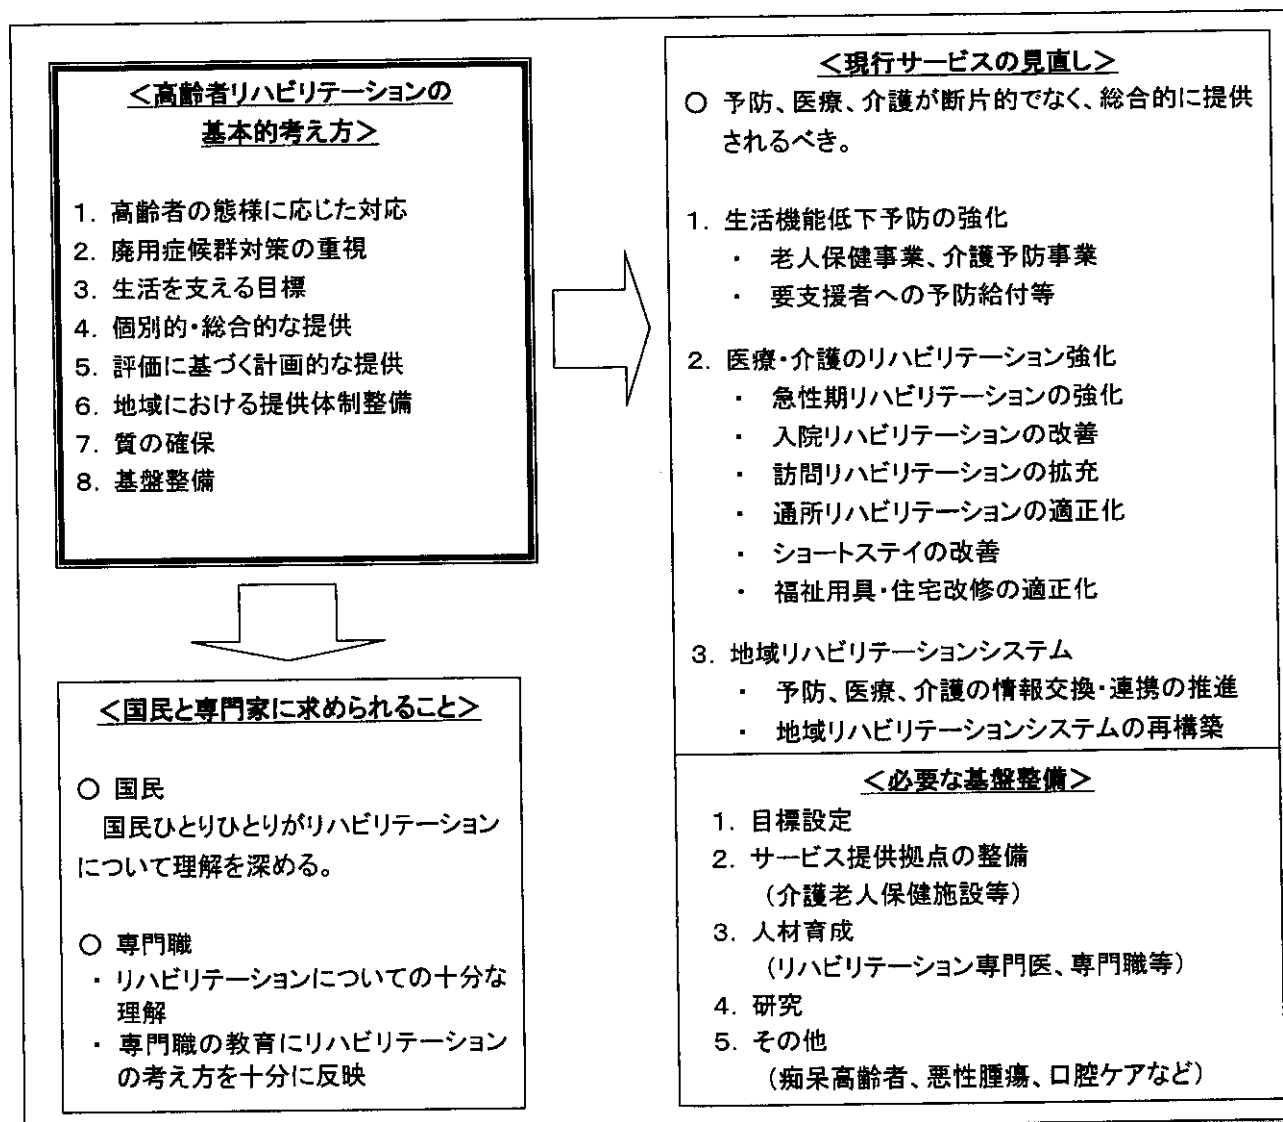 ＜高齢者リハビリテーションの
基本的考え方＞
1. 高齢者の態様に応じた対応
2. 廃用症候群対策の重視
3. 生活を支える目標
4. 個別的・総合的な提供
5. 評価に基づく計画的な提供
6. 地域における提供体制整備
7. 質の確保
8. 基盤整備
＜国民と専門家に求められること＞
○ 国民
国民ひとりひとりがリハビリテーション
について理解を深める。
○ 専門職
・ リハビリテーションについての十分な
理解
・ 専門職の教育にリハビリテーション
の考え方を十分に反映
＜現行サービスの見直し＞
○ 予防、医療、介護が断片的でなく、総合的に提供
されるべき。
1. 生活機能低下予防の強化
・ 老人保健事業、介護予防事業
・ 要支援者への予防給付等
2. 医療・介護のリハビリテーション強化
・ 急性期リハビリテーションの強化
・ 入院リハビリテーションの改善
・ 訪問リハビリテーションの拡充
・ 通所リハビリテーションの適正化
・ ショートステイの改善
・ 福祉用具・住宅改修の適正化
3. 地域リハビリテーションシステム
・ 予防、医療、介護の情報交換・連携の推進
・ 地域リハビリテーションシステムの再構築
＜必要な基盤整備＞
1. 目標設定
2. サービス提供拠点の整備
（介護老人保健施設等）
3. 人材育成
（リハビリテーション専門医、専門職等）
4. 研究
5. その他
（痴呆高齢者、悪性腫瘍、口腔ケアなど）